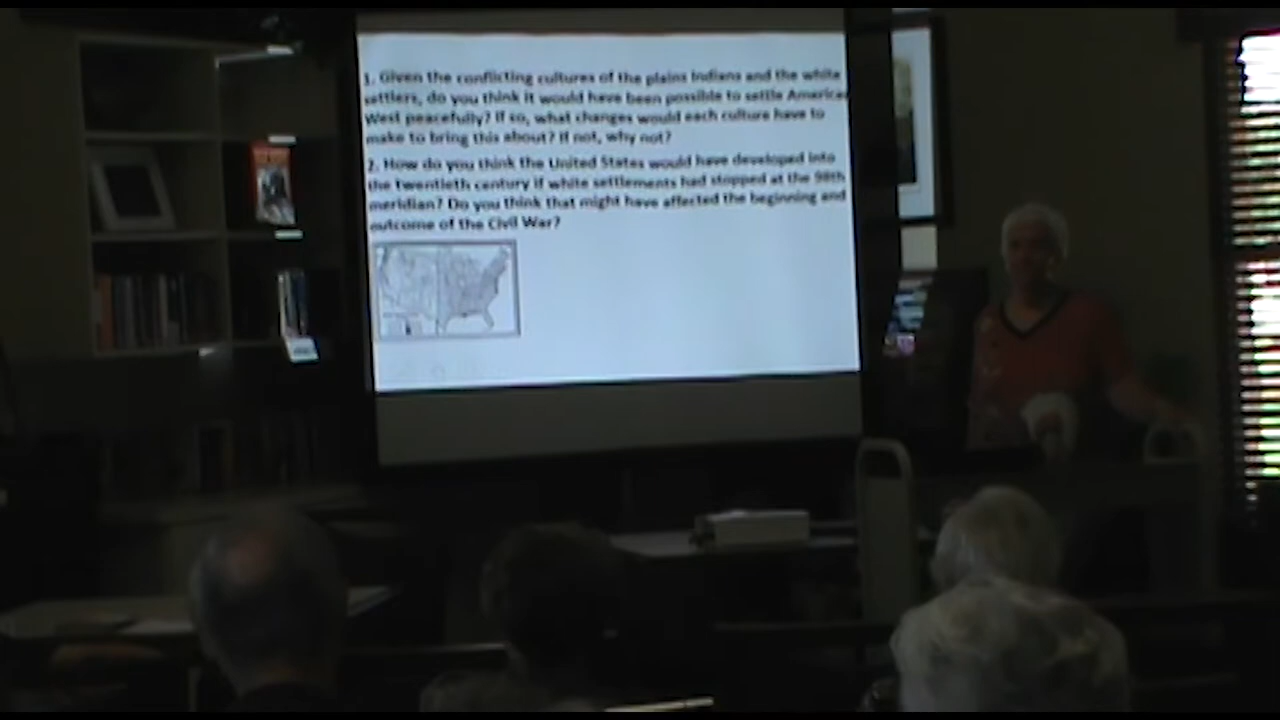 1. Given the conflicting cultures of the plains Indians and the white
settlers, do you think it would have been possible to settle America
West peacefully? If so, what changes would each culture have to
make to bring this about? If not, why not?
2. How do you think the United States would have developed into
the twentieth century if white settlements had stopped at the 98th
meridian? Do you think that might have affected the beginning and
outcome of the Civil War?